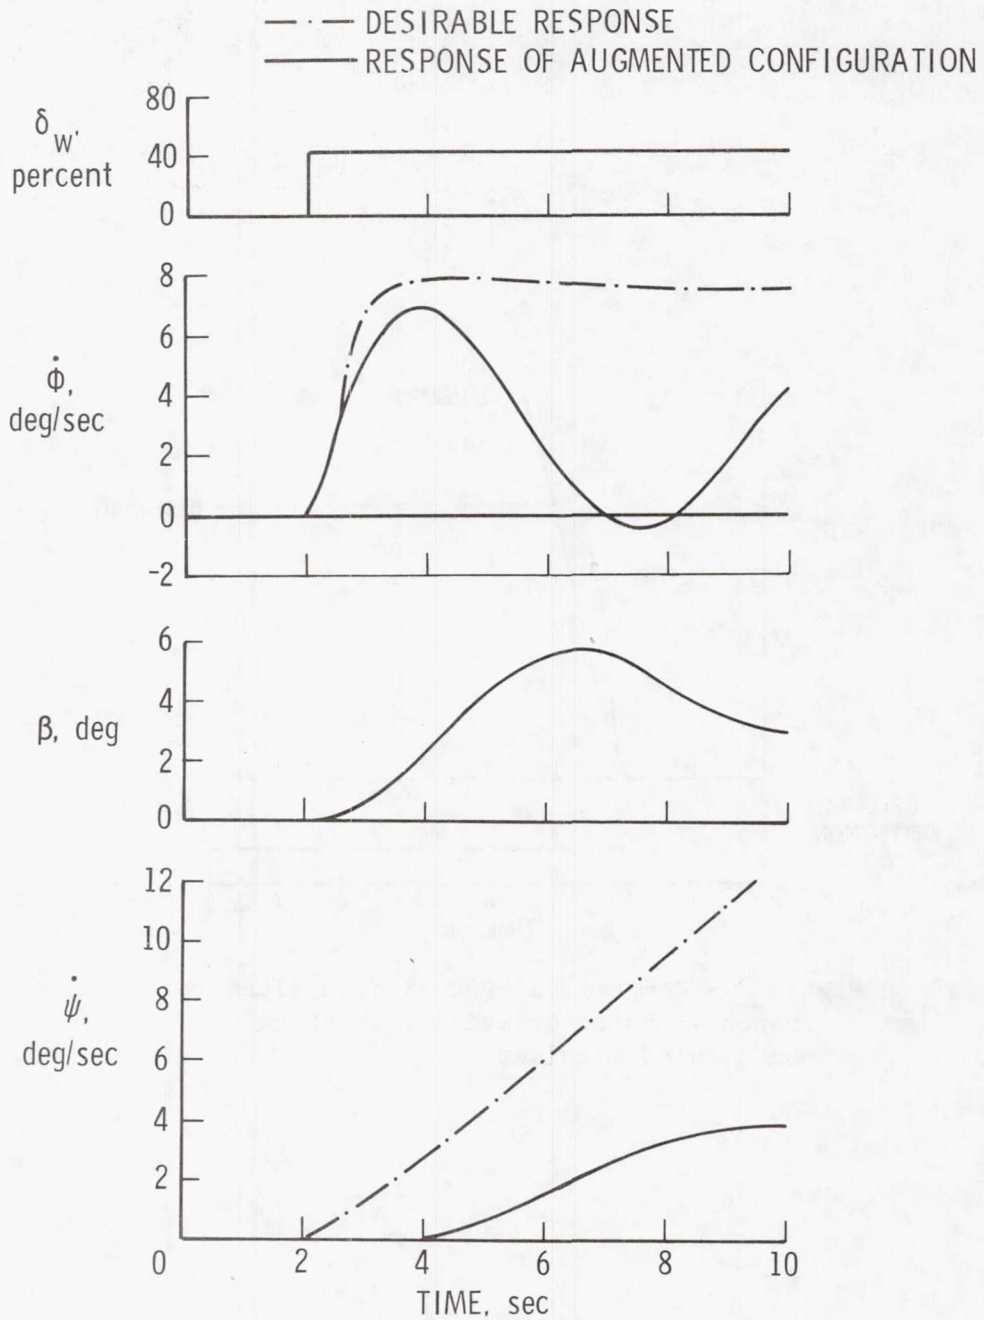 DESIRABLE RESPONSE
RESPONSE OF AUGMENTED CONFIGURATION
80
δw,
40
percent
0
8
6
φ̇,
4
deg/sec
2
0
-2
6
4
β, deg
2
0
12
10
8
ψ̇,
deg/sec
6
4
2
0 2 4 6 8 10
TIME, sec